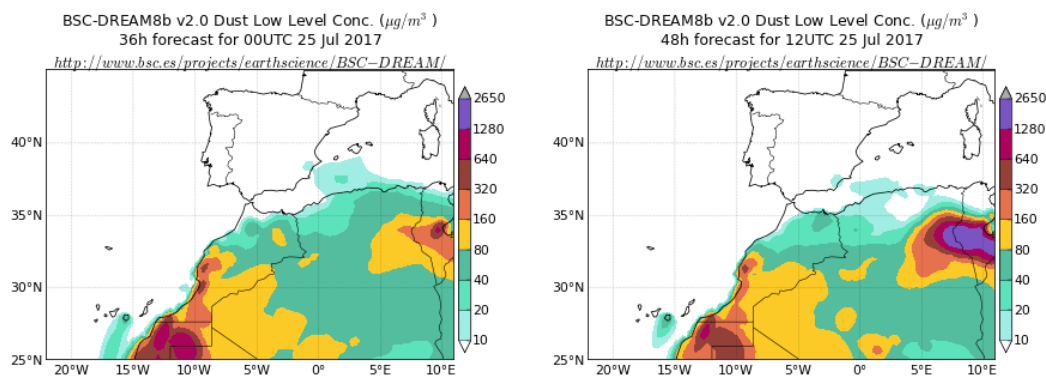 BSC-DREAM8b v2.0 Dust Low Level Conc. (μg/m³ )
36h forecast for 00UTC 25 Jul 2017
http://www.bsc.es/projects/earthscience/BSC−DREAM/
40°N
35°N
30°N
25°N
20°W
15°W
10°W
5°W
0°
5°E
10°E
2650
1280
640
320
160
80
40
20
10
BSC-DREAM8b v2.0 Dust Low Level Conc. (μg/m³ )
48h forecast for 12UTC 25 Jul 2017
http://www.bsc.es/projects/earthscience/BSC−DREAM/
40°N
35°N
30°N
25°N
20°W
15°W
10°W
5°W
0°
5°E
10°E
2650
1280
640
320
160
80
40
20
10